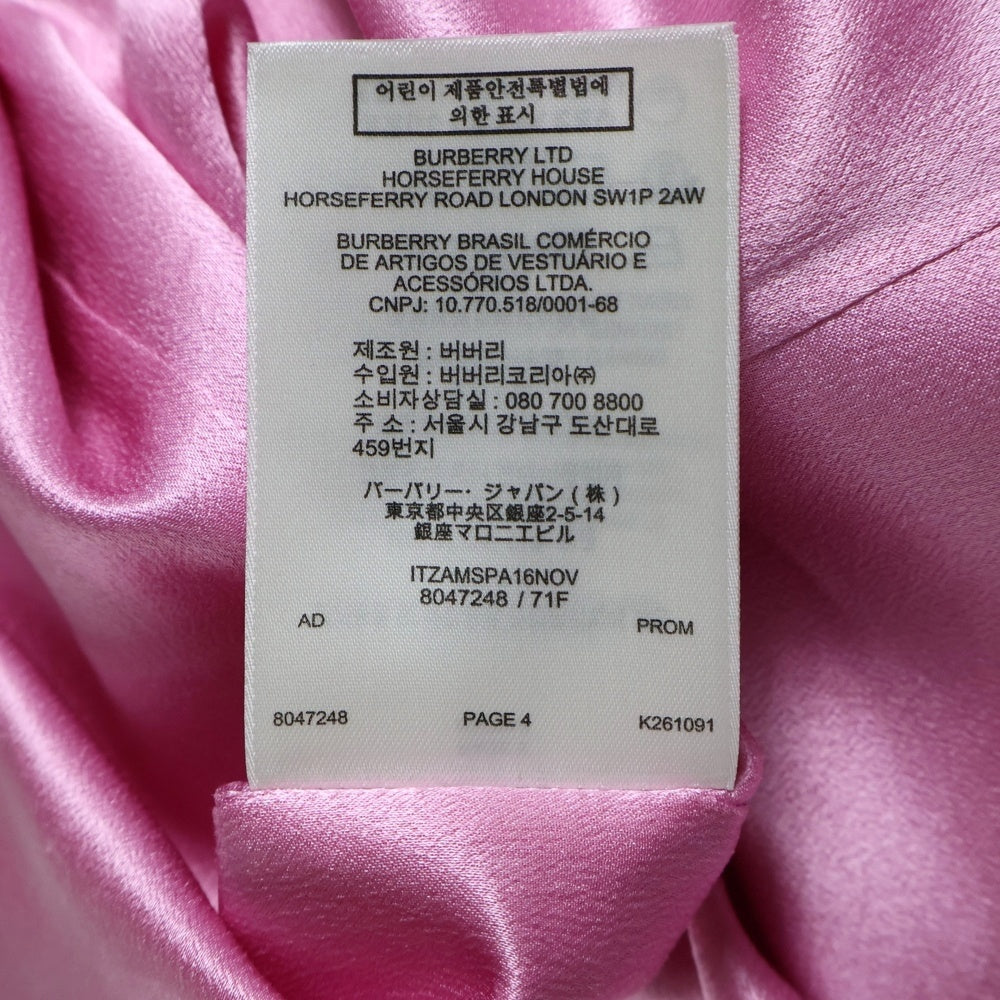 어린이 제품안전특별법에
의한 표시
BURBERRY LTD
HORSEFERRY HOUSE
HORSEFERRY ROAD LONDON SW1P 2AW
BURBERRY BRASIL COMÉRCIO
DE ARTIGOS DE VESTUÁRIO E
ACESSÓRIOS LTDA.
CNPJ: 10.770.518/0001-68
제조원 : 버버리
수입원 : 버버리코리아㈜
소비자상담실 : 080 700 8800
주 소 : 서울시 강남구 도산대로
459번지
バーバリー・ジャパン ( 株 )
東京都中央区銀座2-5-14
銀座マロニエビル
ITZAMSPA16NOV
8047248 / 71F
AD PROM
8047248 PAGE 4 K261091